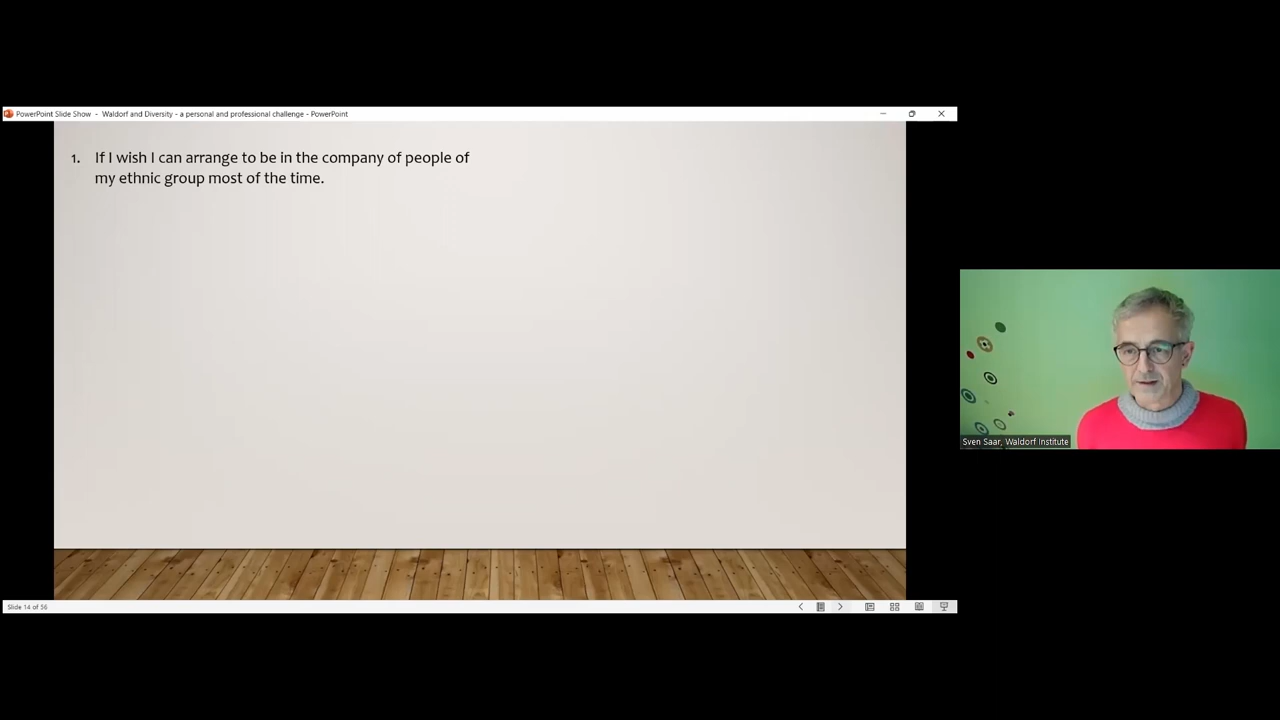 PowerPoint Slide Show - Waldorf and Diversity - a personal and professional challenge - PowerPoint
1. If I wish I can arrange to be in the company of people of
my ethnic group most of the time.
Sven Saar, Waldorf Institute
Slide 14 of 56